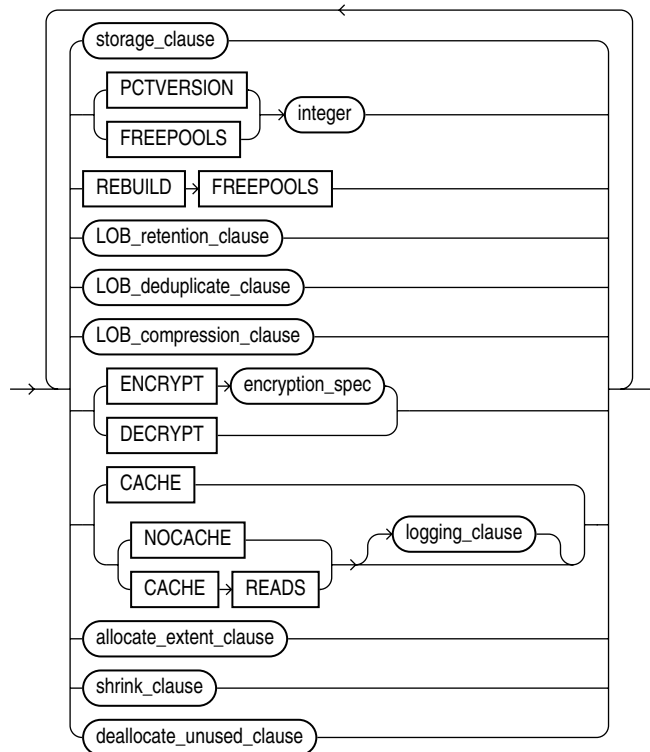 storage_clause
PCTVERSION
FREEPOOLS
integer
REBUILD FREEPOOLS
LOB_retention_clause
LOB_deduplicate_clause
LOB_compression_clause
ENCRYPT encryption_spec
DECRYPT
CACHE
NOCACHE
CACHE READS
logging_clause
allocate_extent_clause
shrink_clause
deallocate_unused_clause